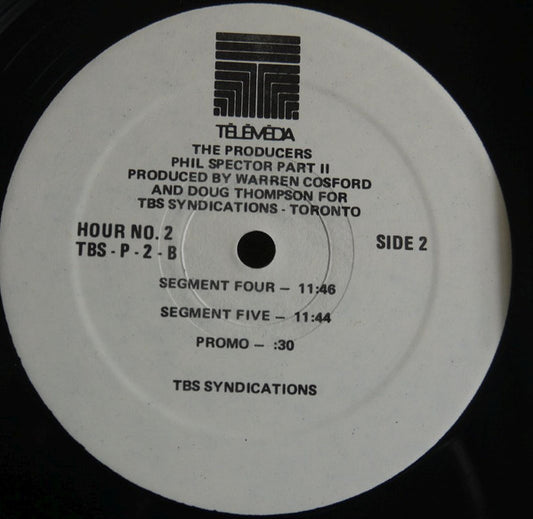 TÉLÉMÉDIA
THE PRODUCERS
PHIL SPECTOR PART II
PRODUCED BY WARREN COSFORD
AND DOUG THOMPSON FOR
TBS SYNDICATIONS - TORONTO
HOUR NO. 2
TBS - P - 2 - B
SIDE 2
SEGMENT FOUR – 11:46
SEGMENT FIVE – 11:44
PROMO – :30
TBS SYNDICATIONS